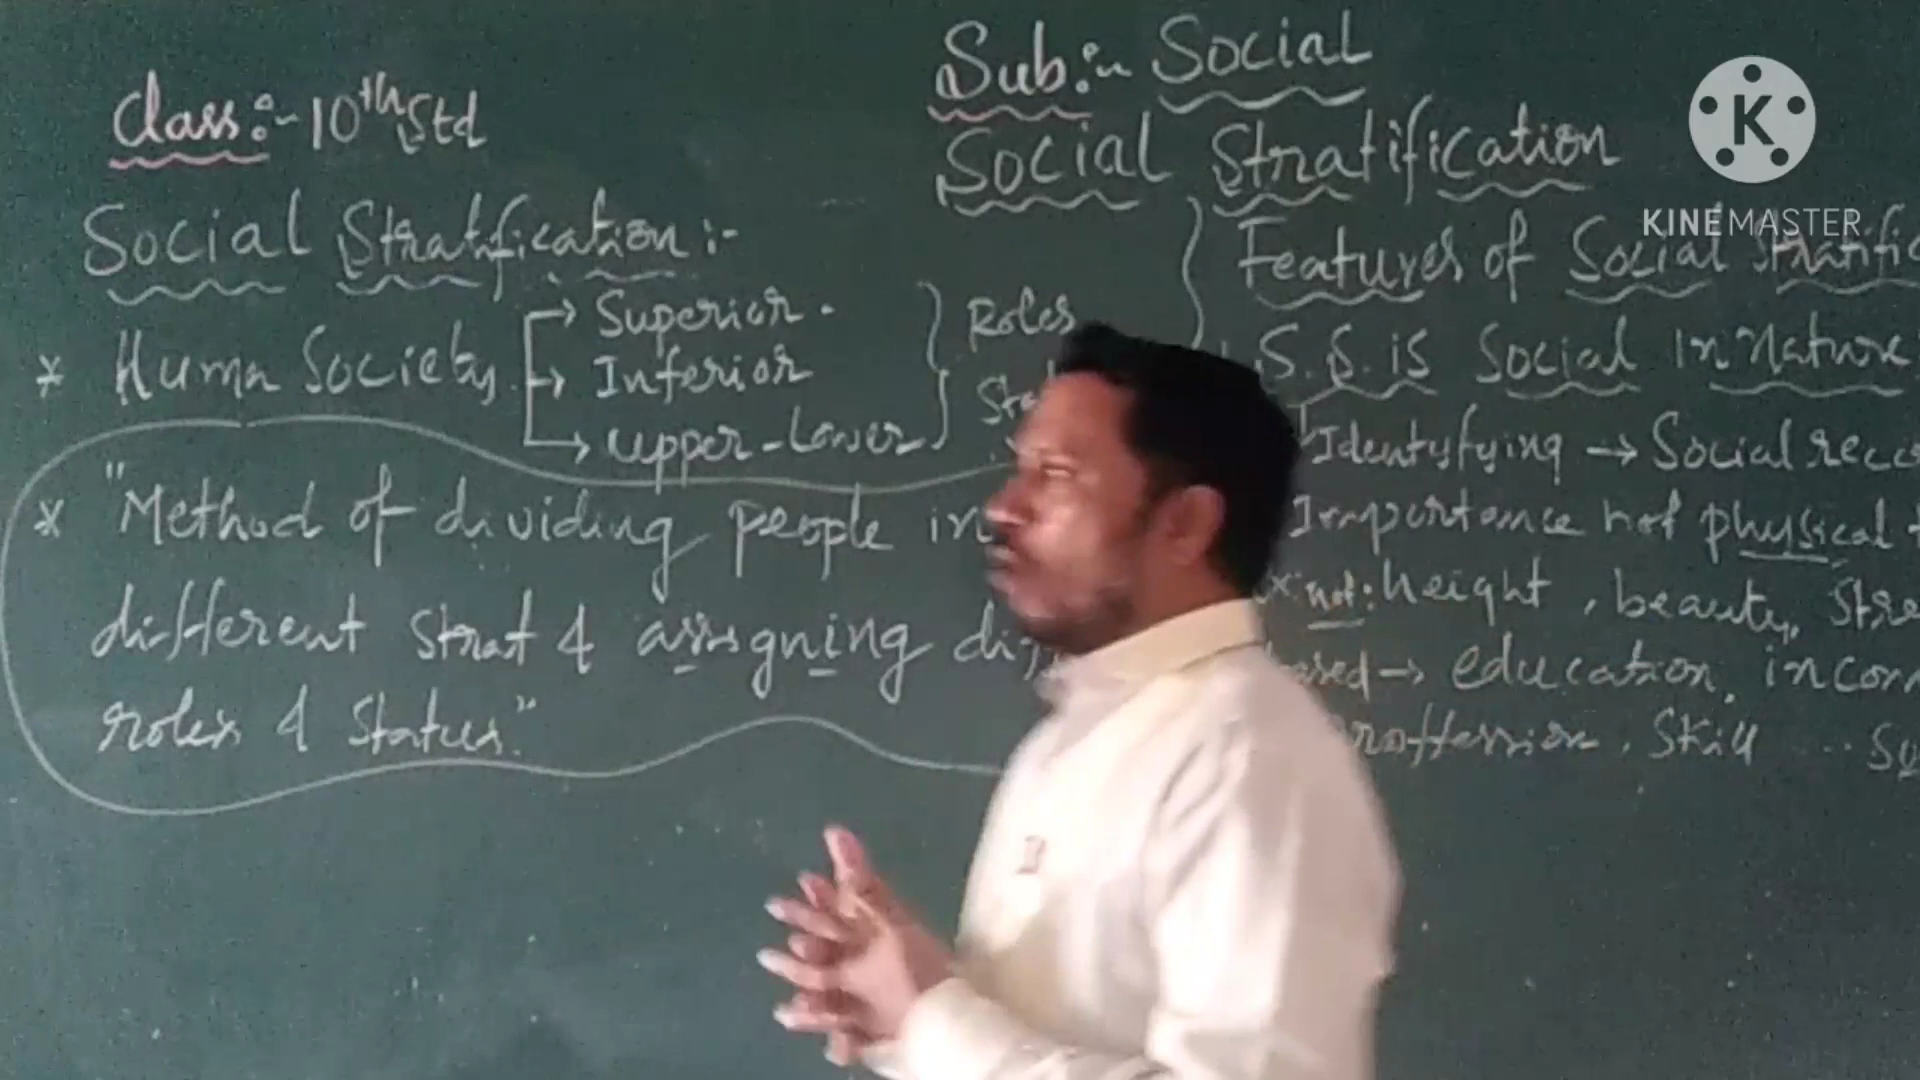 Class:- 10th Std
Sub:- Social
Social Stratification
Social Stratification :-
* Human Society
Superior.
Inferior
Upper-Lower
Roles
* "Method of dividing people in
different Strat & assigning
roles & Status."
Features of Social
S.S. is Social in Nature
Identyfying → Social
Importance not physical
not: height, beauty,
→ education,
Skill ...
K
KINEMASTER